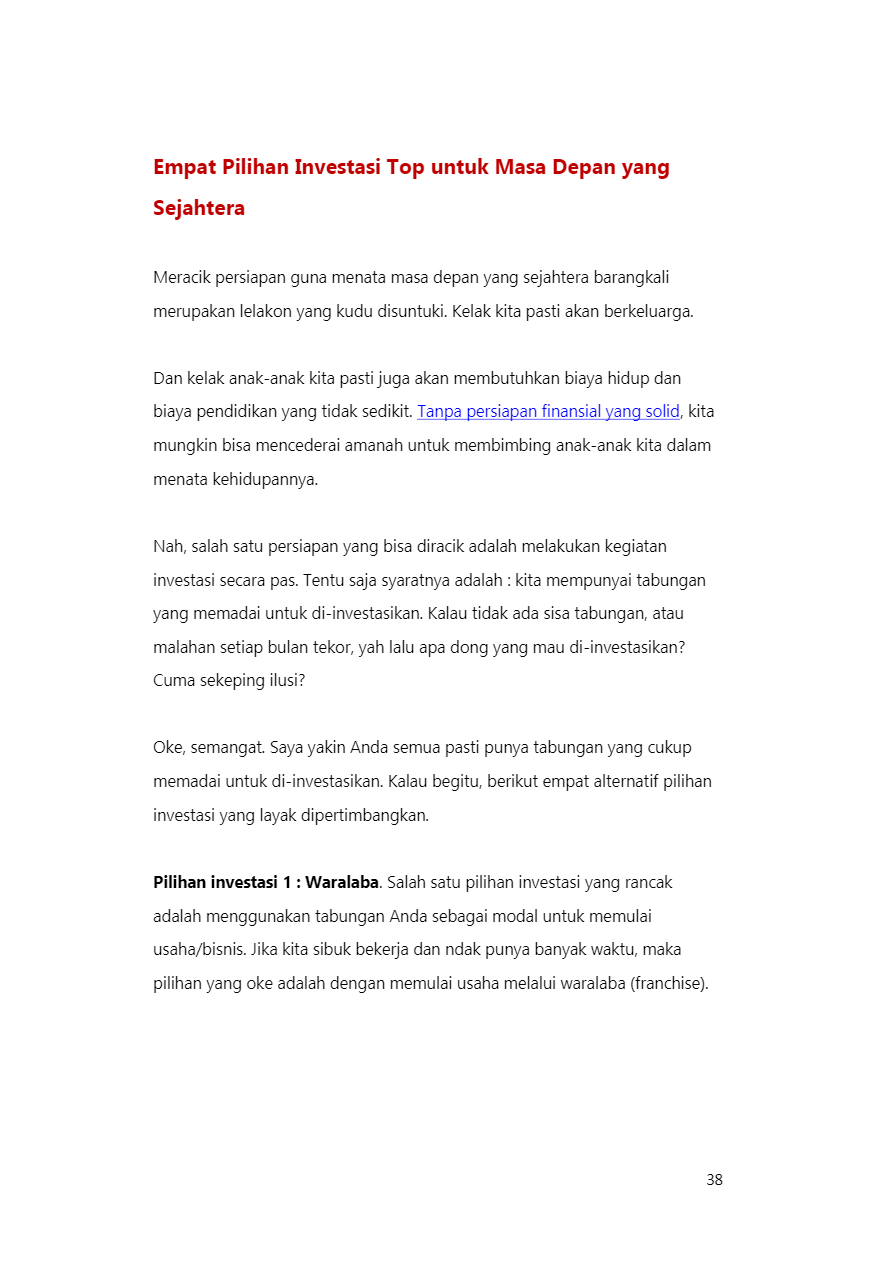 Empat Pilihan Investasi Top untuk Masa Depan yang
Sejahtera
Meracik persiapan guna menata masa depan yang sejahtera barangkali
merupakan lelakon yang kudu disuntuki. Kelak kita pasti akan berkeluarga.
Dan kelak anak-anak kita pasti juga akan membutuhkan biaya hidup dan
biaya pendidikan yang tidak sedikit. Tanpa persiapan finansial yang solid, kita
mungkin bisa mencederai amanah untuk membimbing anak-anak kita dalam
menata kehidupannya.
Nah, salah satu persiapan yang bisa diracik adalah melakukan kegiatan
investasi secara pas. Tentu saja syaratnya adalah : kita mempunyai tabungan
yang memadai untuk di-investasikan. Kalau tidak ada sisa tabungan, atau
malahan setiap bulan tekor, yah lalu apa dong yang mau di-investasikan?
Cuma sekeping ilusi?
Oke, semangat. Saya yakin Anda semua pasti punya tabungan yang cukup
memadai untuk di-investasikan. Kalau begitu, berikut empat alternatif pilihan
investasi yang layak dipertimbangkan.
Pilihan investasi 1 : Waralaba. Salah satu pilihan investasi yang rancak
adalah menggunakan tabungan Anda sebagai modal untuk memulai
usaha/bisnis. Jika kita sibuk bekerja dan ndak punya banyak waktu, maka
pilihan yang oke adalah dengan memulai usaha melalui waralaba (franchise).
38